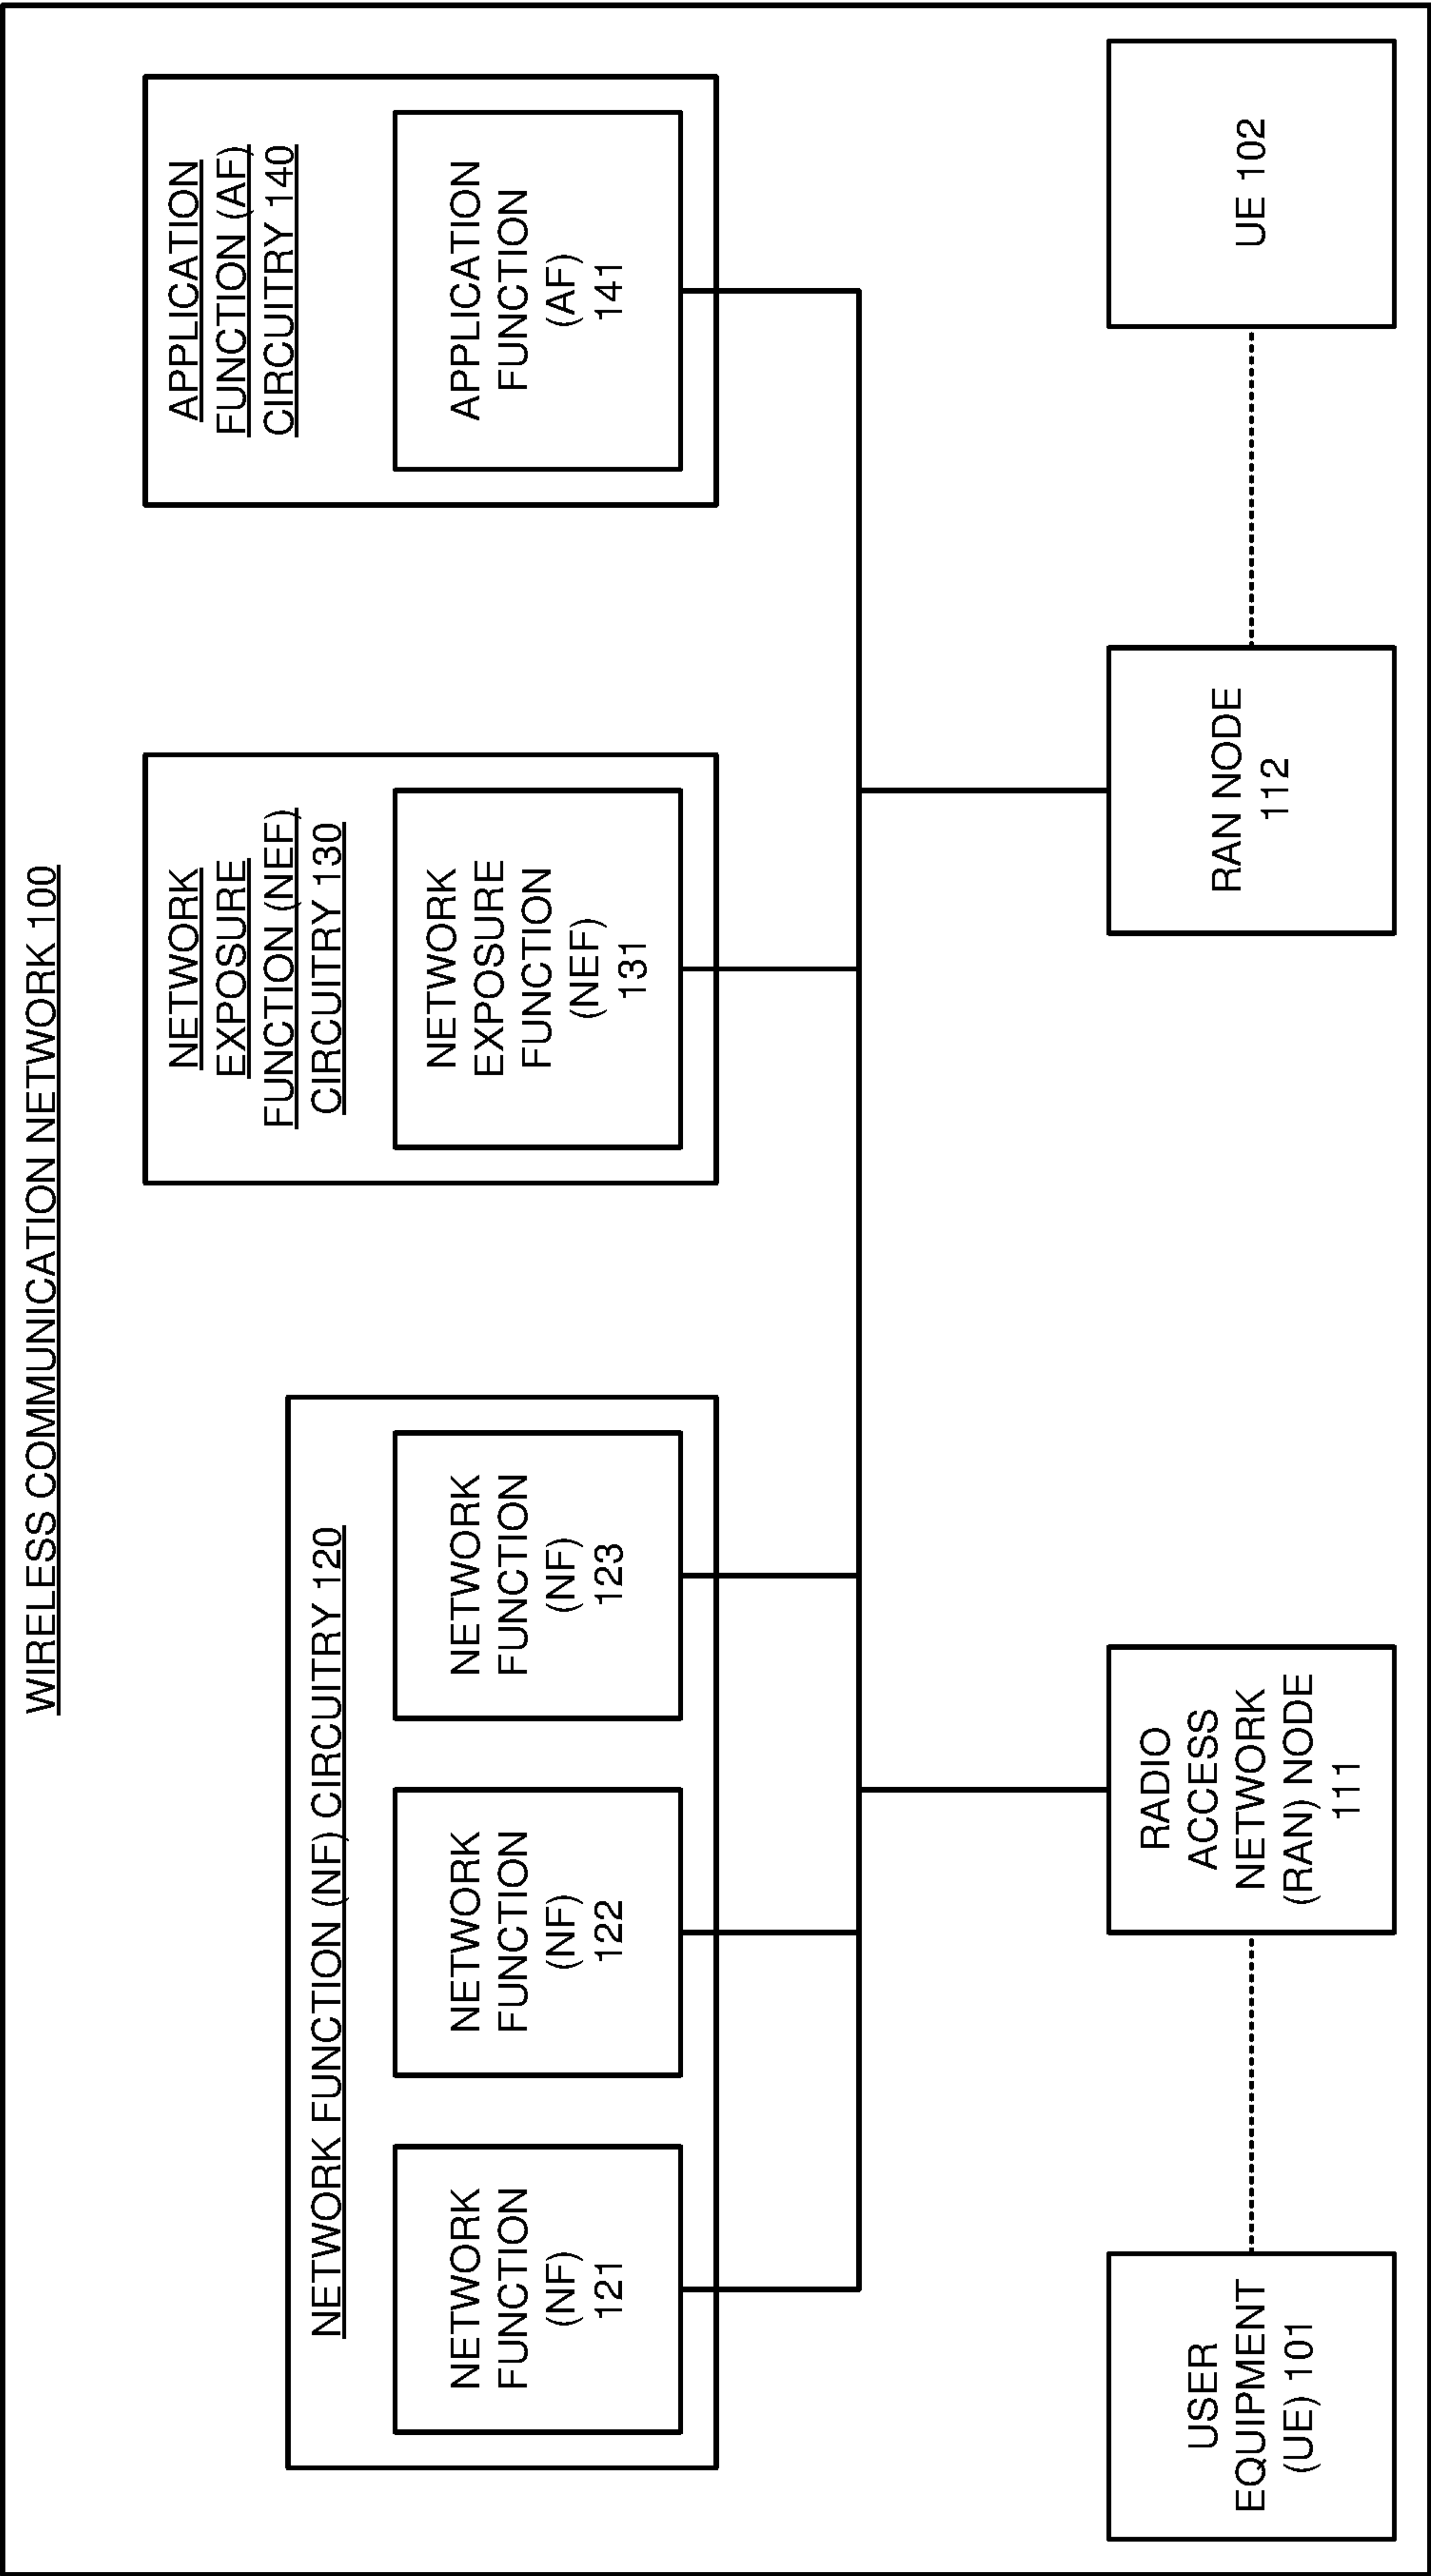 WIRELESS COMMUNICATION NETWORK 100
NETWORK FUNCTION (NF) CIRCUITRY 120
NETWORK
FUNCTION
(NF)
121
NETWORK
FUNCTION
(NF)
122
NETWORK
FUNCTION
(NF)
123
NETWORK
EXPOSURE
FUNCTION (NEF)
CIRCUITRY 130
NETWORK
EXPOSURE
FUNCTION
(NEF)
131
APPLICATION
FUNCTION (AF)
CIRCUITRY 140
APPLICATION
FUNCTION
(AF)
141
USER
EQUIPMENT
(UE) 101
RADIO
ACCESS
NETWORK
(RAN) NODE
111
RAN NODE
112
UE 102